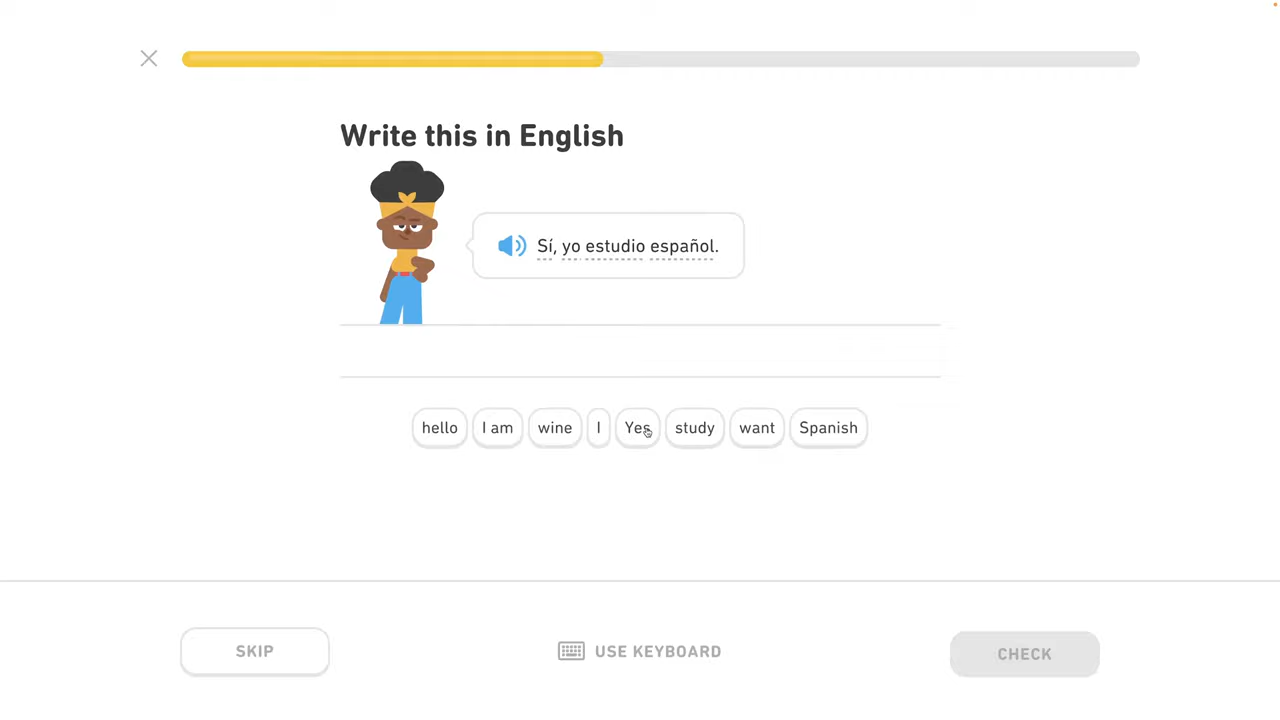 Write this in English
Sí, yo estudio español.
hello I am wine I Yes study want Spanish
SKIP USE KEYBOARD CHECK